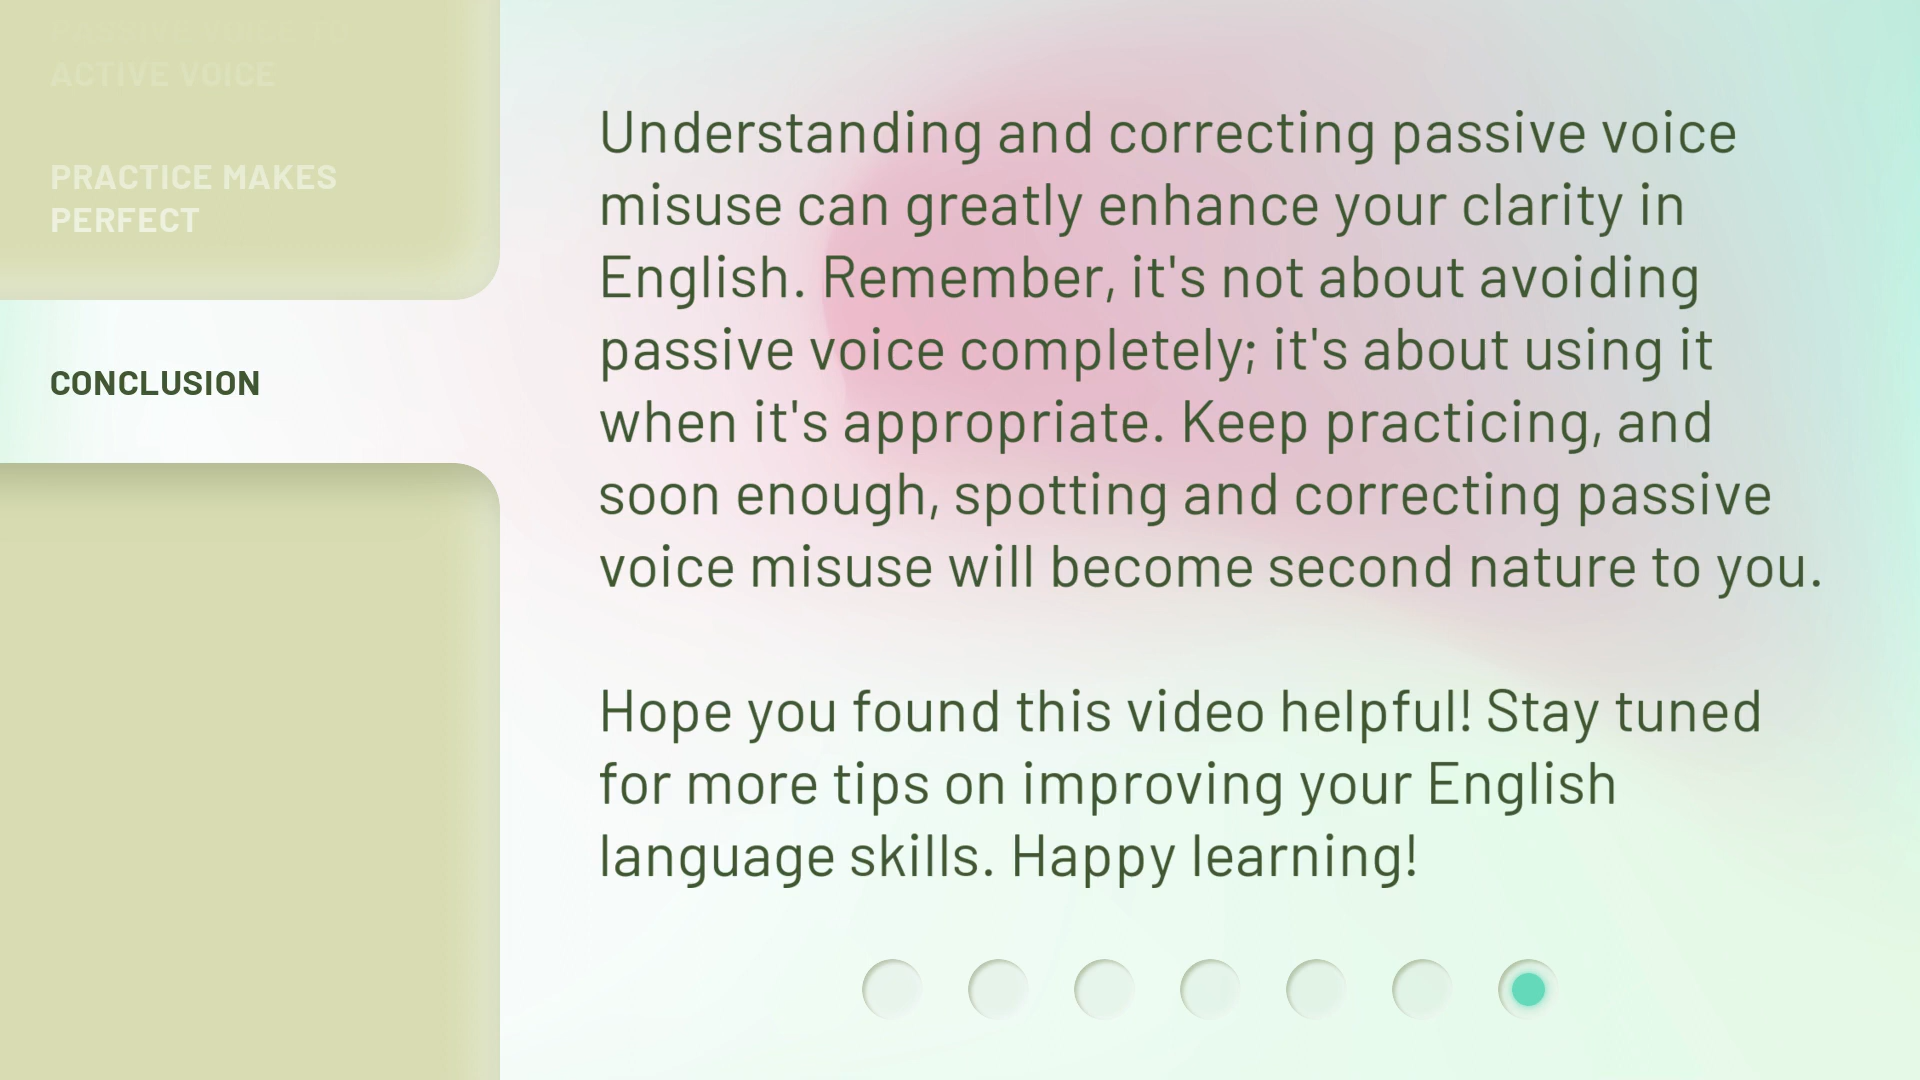 PASSIVE VOICE TO
ACTIVE VOICE
PRACTICE MAKES
PERFECT
CONCLUSION
Understanding and correcting passive voice
misuse can greatly enhance your clarity in
English. Remember, it's not about avoiding
passive voice completely; it's about using it
when it's appropriate. Keep practicing, and
soon enough, spotting and correcting passive
voice misuse will become second nature to you.
Hope you found this video helpful! Stay tuned
for more tips on improving your English
language skills. Happy learning!